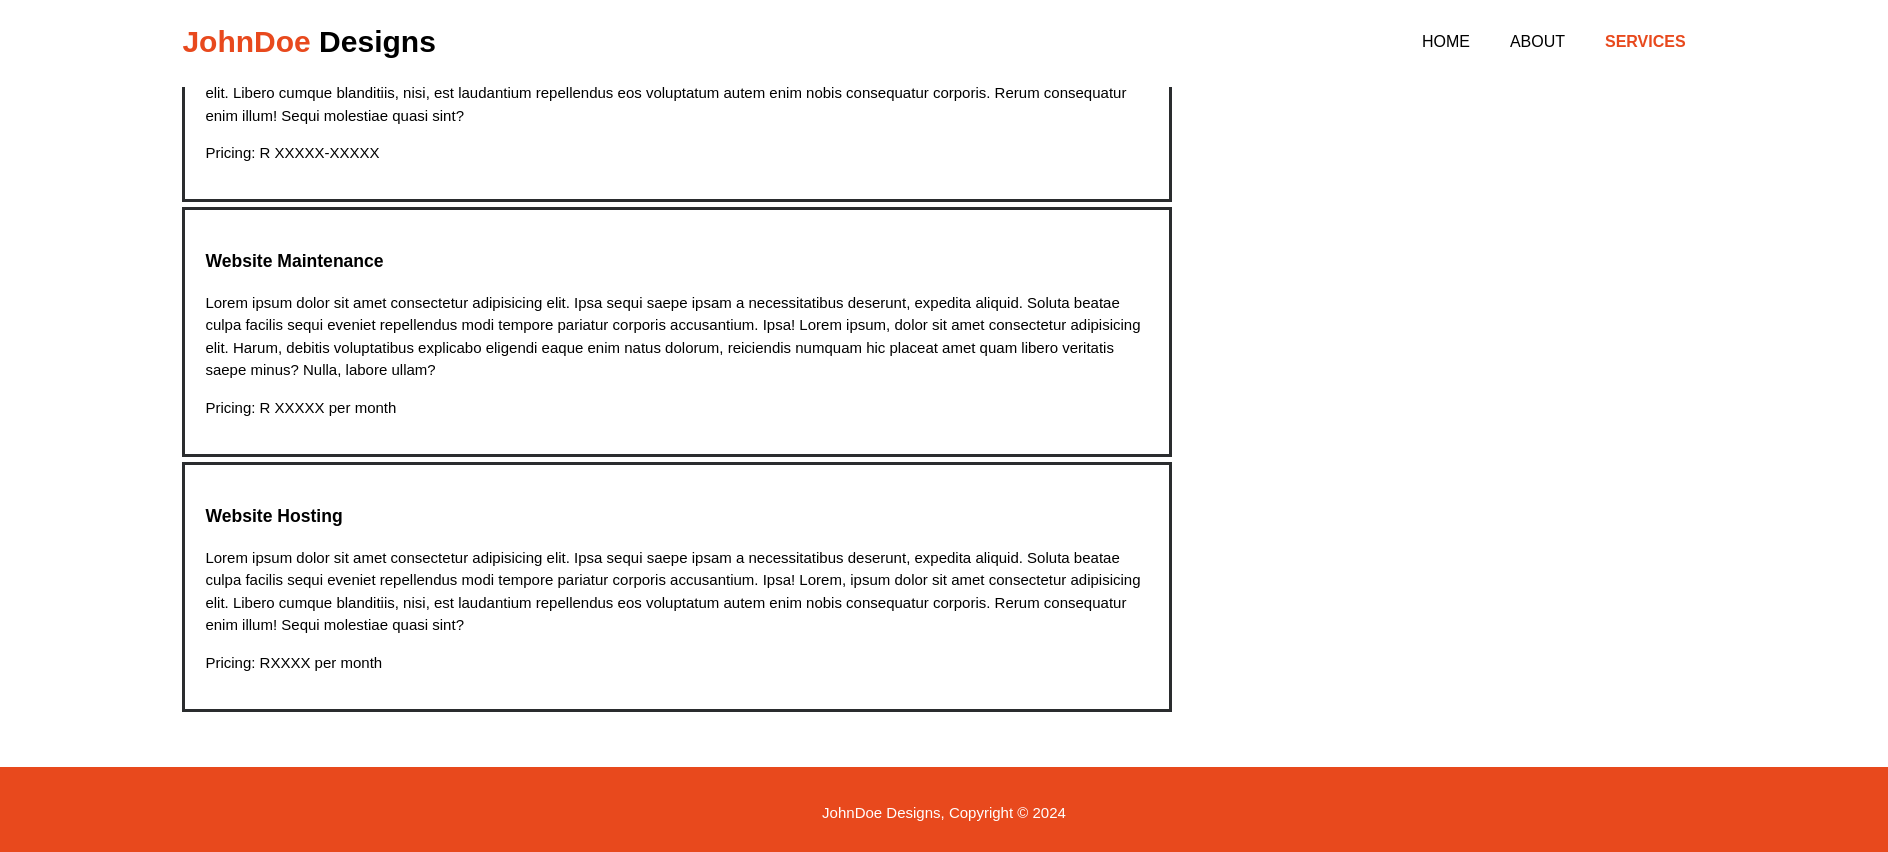 JohnDoe Designs
HOME ABOUT SERVICES
elit. Libero cumque blanditiis, nisi, est laudantium repellendus eos voluptatum autem enim nobis consequatur corporis. Rerum consequatur
enim illum! Sequi molestiae quasi sint?
Pricing: R XXXXX-XXXXX
Website Maintenance
Lorem ipsum dolor sit amet consectetur adipisicing elit. Ipsa sequi saepe ipsam a necessitatibus deserunt, expedita aliquid. Soluta beatae
culpa facilis sequi eveniet repellendus modi tempore pariatur corporis accusantium. Ipsa! Lorem ipsum, dolor sit amet consectetur adipisicing
elit. Harum, debitis voluptatibus explicabo eligendi eaque enim natus dolorum, reiciendis numquam hic placeat amet quam libero veritatis
saepe minus? Nulla, labore ullam?
Pricing: R XXXXX per month
Website Hosting
Lorem ipsum dolor sit amet consectetur adipisicing elit. Ipsa sequi saepe ipsam a necessitatibus deserunt, expedita aliquid. Soluta beatae
culpa facilis sequi eveniet repellendus modi tempore pariatur corporis accusantium. Ipsa! Lorem, ipsum dolor sit amet consectetur adipisicing
elit. Libero cumque blanditiis, nisi, est laudantium repellendus eos voluptatum autem enim nobis consequatur corporis. Rerum consequatur
enim illum! Sequi molestiae quasi sint?
Pricing: RXXXX per month
JohnDoe Designs, Copyright © 2024